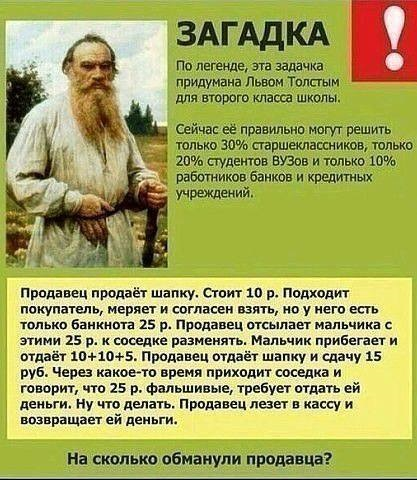 ЗАГАДКА
По легенде, эта задачка
придумана Львом Толстым
для второго класса школы.
Сейчас её правильно могут решить
только 30% старшеклассников, только
20% студентов ВУЗов и только 10%
работников банков и кредитных
учреждений.
Продавец продаёт шапку. Стоит 10 р. Подходит
покупатель, меряет и согласен взять, но у него есть
только банкнота 25 р. Продавец отсылает мальчика с
этими 25 р. к соседке разменять. Мальчик прибегает и
отдаёт 10+10+5. Продавец отдаёт шапку и сдачу 15
руб. Через какое-то время приходит соседка и
говорит, что 25 р. фальшивые, требует отдать ей
деньги. Ну что делать. Продавец лезет в кассу и
возвращает ей деньги.
На сколько обманули продавца?